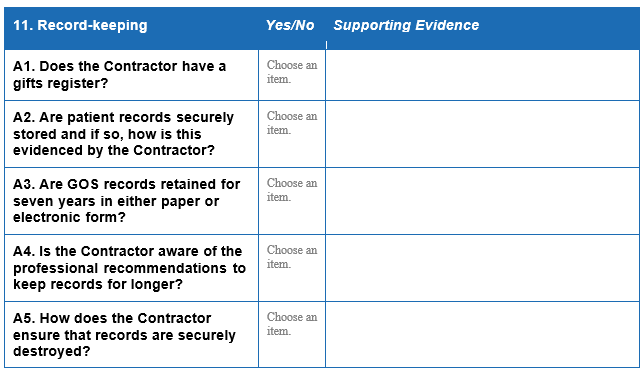 11. Record-keeping Yes/No Supporting Evidence
A1. Does the Contractor have a
gifts register?
Choose an
item.
A2. Are patient records securely
stored and if so, how is this
evidenced by the Contractor?
Choose an
item.
A3. Are GOS records retained for
seven years in either paper or
electronic form?
Choose an
item.
A4. Is the Contractor aware of the
professional recommendations to
keep records for longer?
Choose an
item.
A5. How does the Contractor
ensure that records are securely
destroyed?
Choose an
item.